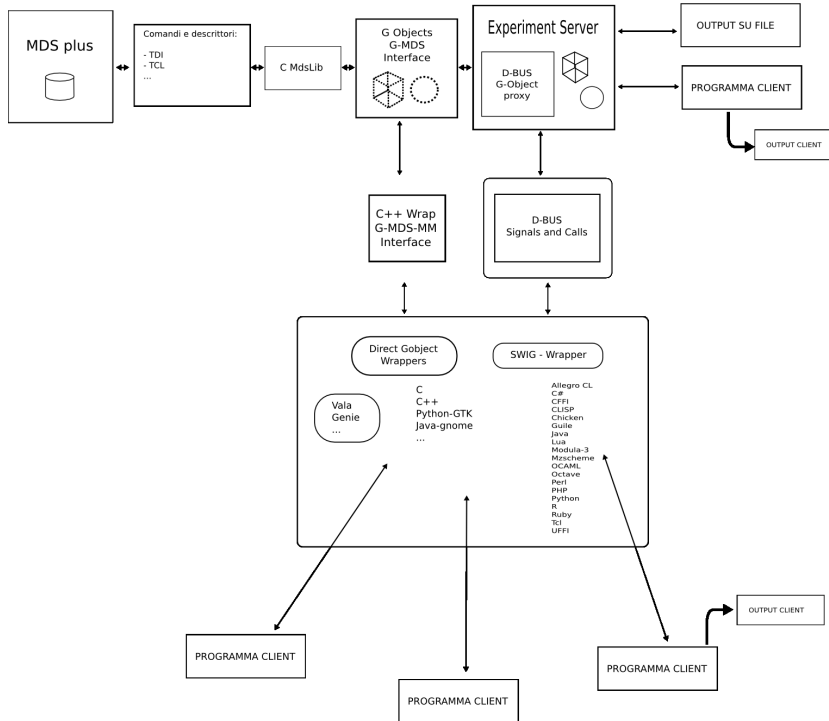 MDS plus
Comandi e descrittori:
- TDI
- TCL
...
C MdsLib
G Objects
G-MDS
Interface
Experiment Server
D-BUS
G-Object
proxy
OUTPUT SU FILE
PROGRAMMA CLIENT
OUTPUT CLIENT
C++ Wrap
G-MDS-MM
Interface
D-BUS
Signals and Calls
Direct Gobject
Wrappers
SWIG - Wrapper
Vala
Genie
...
C
C++
Python-GTK
Java-gnome
...
Allegro CL
C#
CFFI
CLISP
Chicken
Guile
Java
Lua
Modula-3
Mzscheme
OCAML
Octave
Perl
PHP
Python
R
Ruby
Tcl
UFFI
OUTPUT CLIENT
PROGRAMMA CLIENT
PROGRAMMA CLIENT
PROGRAMMA CLIENT